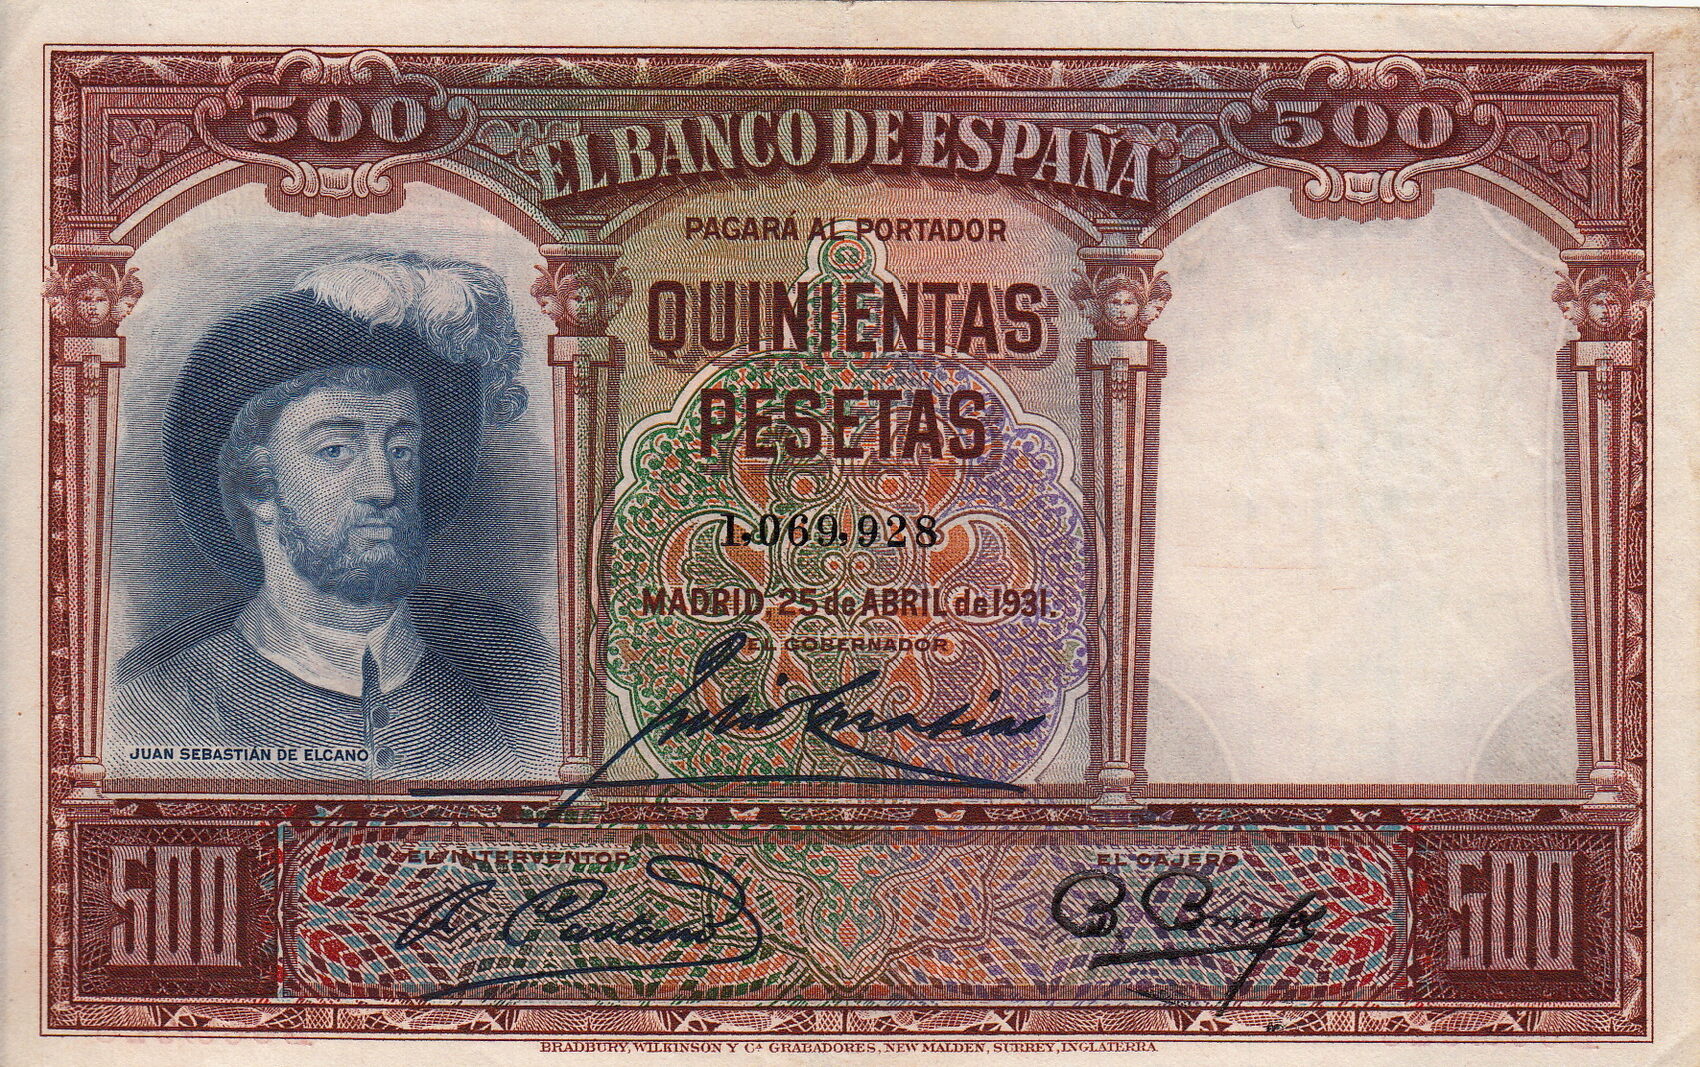 500
500
EL BANCO DE ESPAÑA
PAGARÁ AL PORTADOR
QUINIENTAS
PESETAS
1,069,928
MADRID, 25 de ABRIL de 1931.
EL GOBERNADOR
JUAN SEBASTIÁN DE ELCANO
500
EL INTERVENTOR
EL CAJERO
500
BRADBURY, WILKINSON Y Cª GRABADORES, NEW MALDEN, SURREY, INGLATERRA